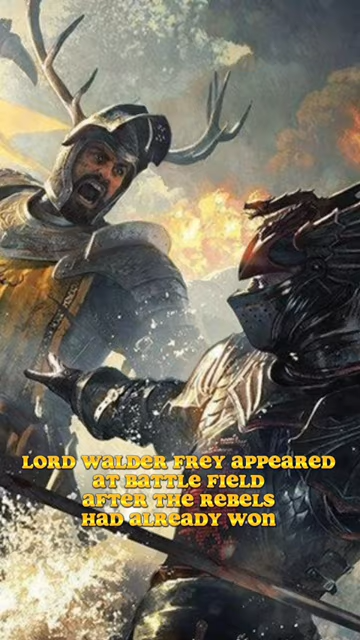 LORD WALDER FREY APPEARED
AT BATTLE FIELD
AFTER THE REBELS
HAD ALREADY WON